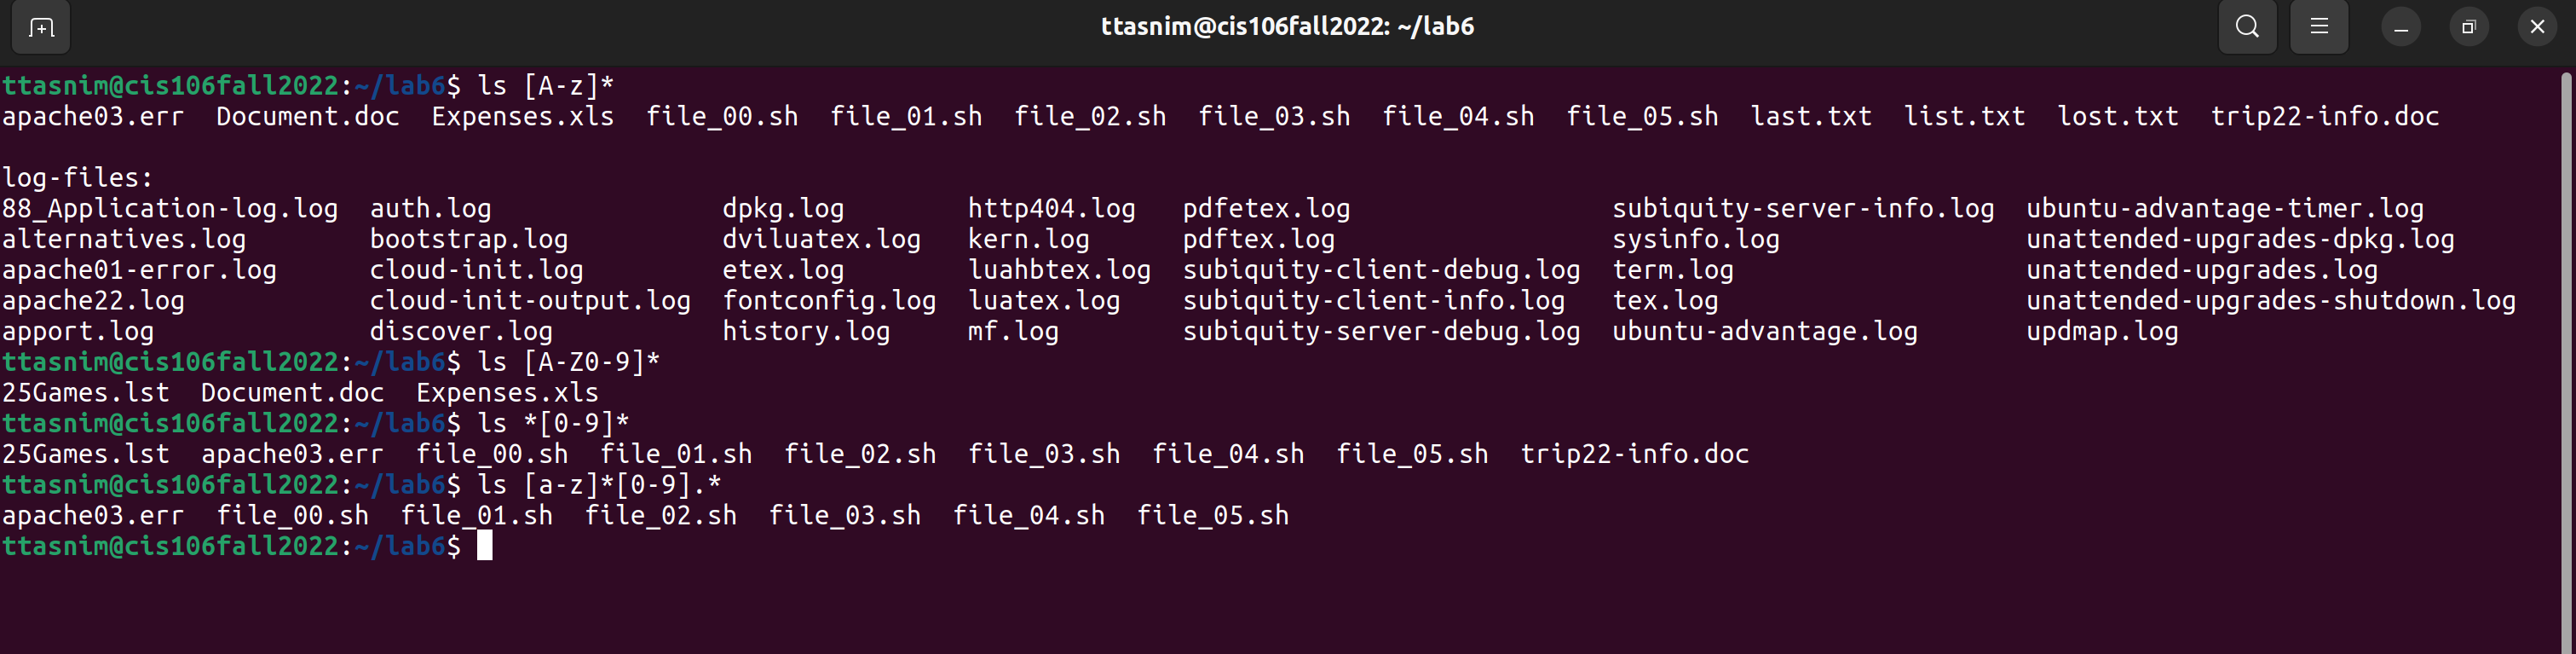 ttasnim@cis106fall2022: ~/lab6
ttasnim@cis106fall2022:~/lab6$ ls [A-z]*
apache03.err  Document.doc  Expenses.xls  file_00.sh  file_01.sh  file_02.sh  file_03.sh  file_04.sh  file_05.sh  last.txt  list.txt  lost.txt  trip22-info.doc
log-files:
88_Application-log.log  auth.log               dpkg.log        http404.log   pdfetex.log                 subiquity-server-info.log  ubuntu-advantage-timer.log
alternatives.log        bootstrap.log          dviluatex.log   kern.log      pdftex.log                  sysinfo.log                unattended-upgrades-dpkg.log
apache01-error.log      cloud-init.log         etex.log        luahbtex.log  subiquity-client-debug.log  term.log                   unattended-upgrades.log
apache22.log            cloud-init-output.log  fontconfig.log  luatex.log    subiquity-client-info.log   tex.log                    unattended-upgrades-shutdown.log
apport.log              discover.log           history.log     mf.log        subiquity-server-debug.log  ubuntu-advantage.log       updmap.log
ttasnim@cis106fall2022:~/lab6$ ls [A-Z0-9]*
25Games.lst  Document.doc  Expenses.xls
ttasnim@cis106fall2022:~/lab6$ ls *[0-9]*
25Games.lst  apache03.err  file_00.sh  file_01.sh  file_02.sh  file_03.sh  file_04.sh  file_05.sh  trip22-info.doc
ttasnim@cis106fall2022:~/lab6$ ls [a-z]*[0-9].*
apache03.err  file_00.sh  file_01.sh  file_02.sh  file_03.sh  file_04.sh  file_05.sh
ttasnim@cis106fall2022:~/lab6$